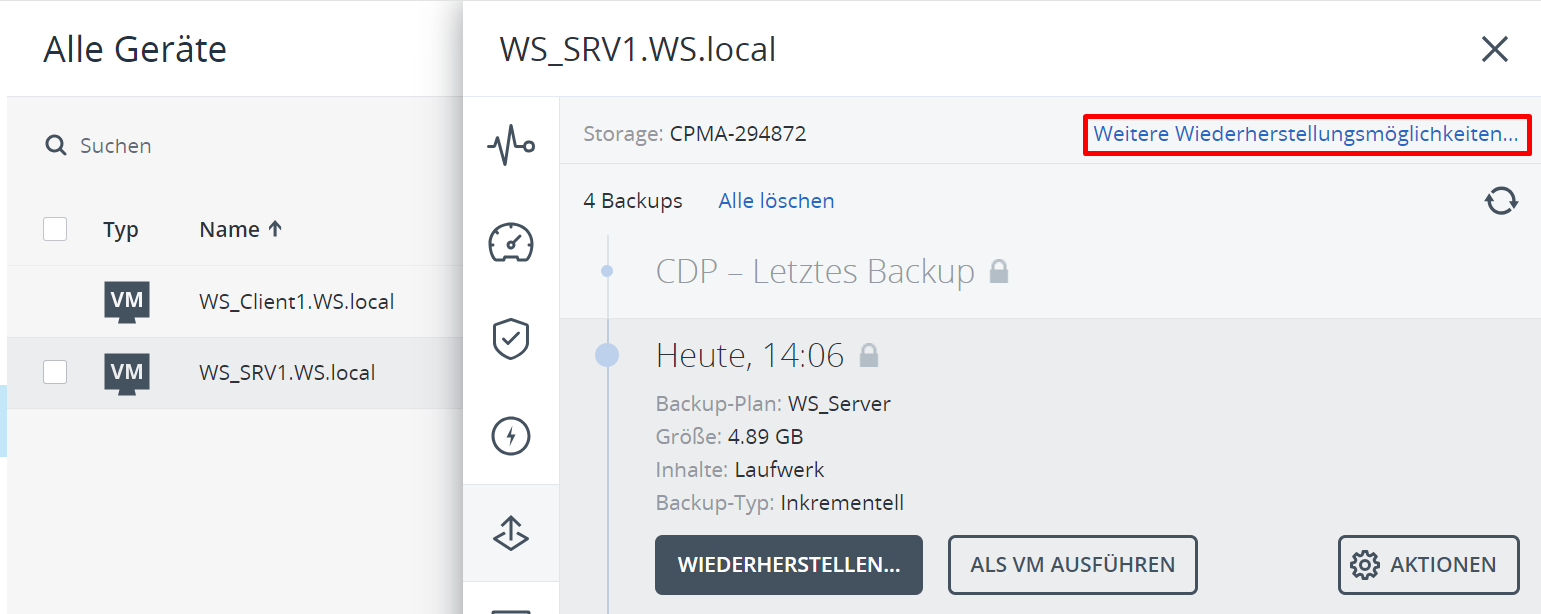 Alle Geräte
Suchen
Typ Name
VM WS_Client1.WS.local
VM WS_SRV1.WS.local
WS_SRV1.WS.local
Storage: CPMA-294872 Weitere Wiederherstellungsmöglichkeiten...
4 Backups Alle löschen
CDP – Letztes Backup
Heute, 14:06
Backup-Plan: WS_Server
Größe: 4.89 GB
Inhalte: Laufwerk
Backup-Typ: Inkrementell
WIEDERHERSTELLEN... ALS VM AUSFÜHREN AKTIONEN